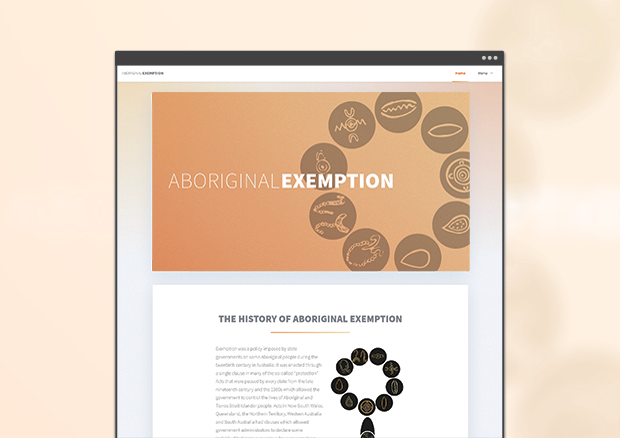 ABORIGINALEXEMPTION
Home Menu
ABORIGINALEXEMPTION
THE HISTORY OF ABORIGINAL EXEMPTION
Exemption was a policy imposed by state
governments on some Aboriginal people during the
twentieth century in Australia. It was enacted through
a single clause in many of the so-called "protection"
Acts that were passed by every state from the late
nineteenth century and the 1980s which allowed the
government to control the lives of Aboriginal and
Torres Strait Islander people. Acts in New South Wales,
Queensland, the Northern Territory, Western Australia
and South Australia had clauses which allowed
government administrators to declare some